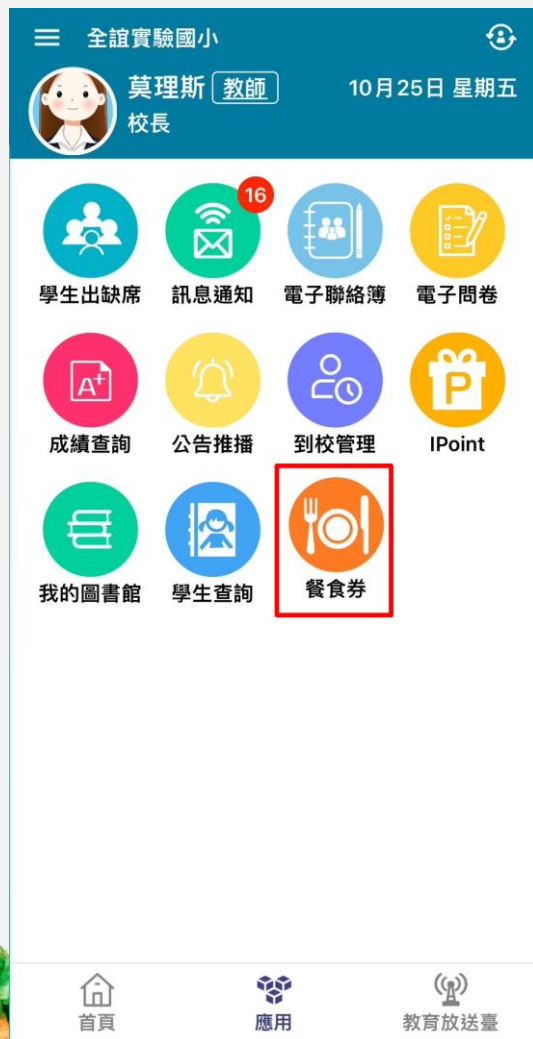 全誼實驗國小
莫理斯 教師 10月25日 星期五
校長
16
學生出缺席 訊息通知 電子聯絡簿 電子問卷
A+
P
成績查詢 公告推播 到校管理 IPoint
我的圖書館 學生查詢 餐食券
首頁 應用 教育放送臺